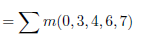 = ∑ m(0,3,4,6,7)